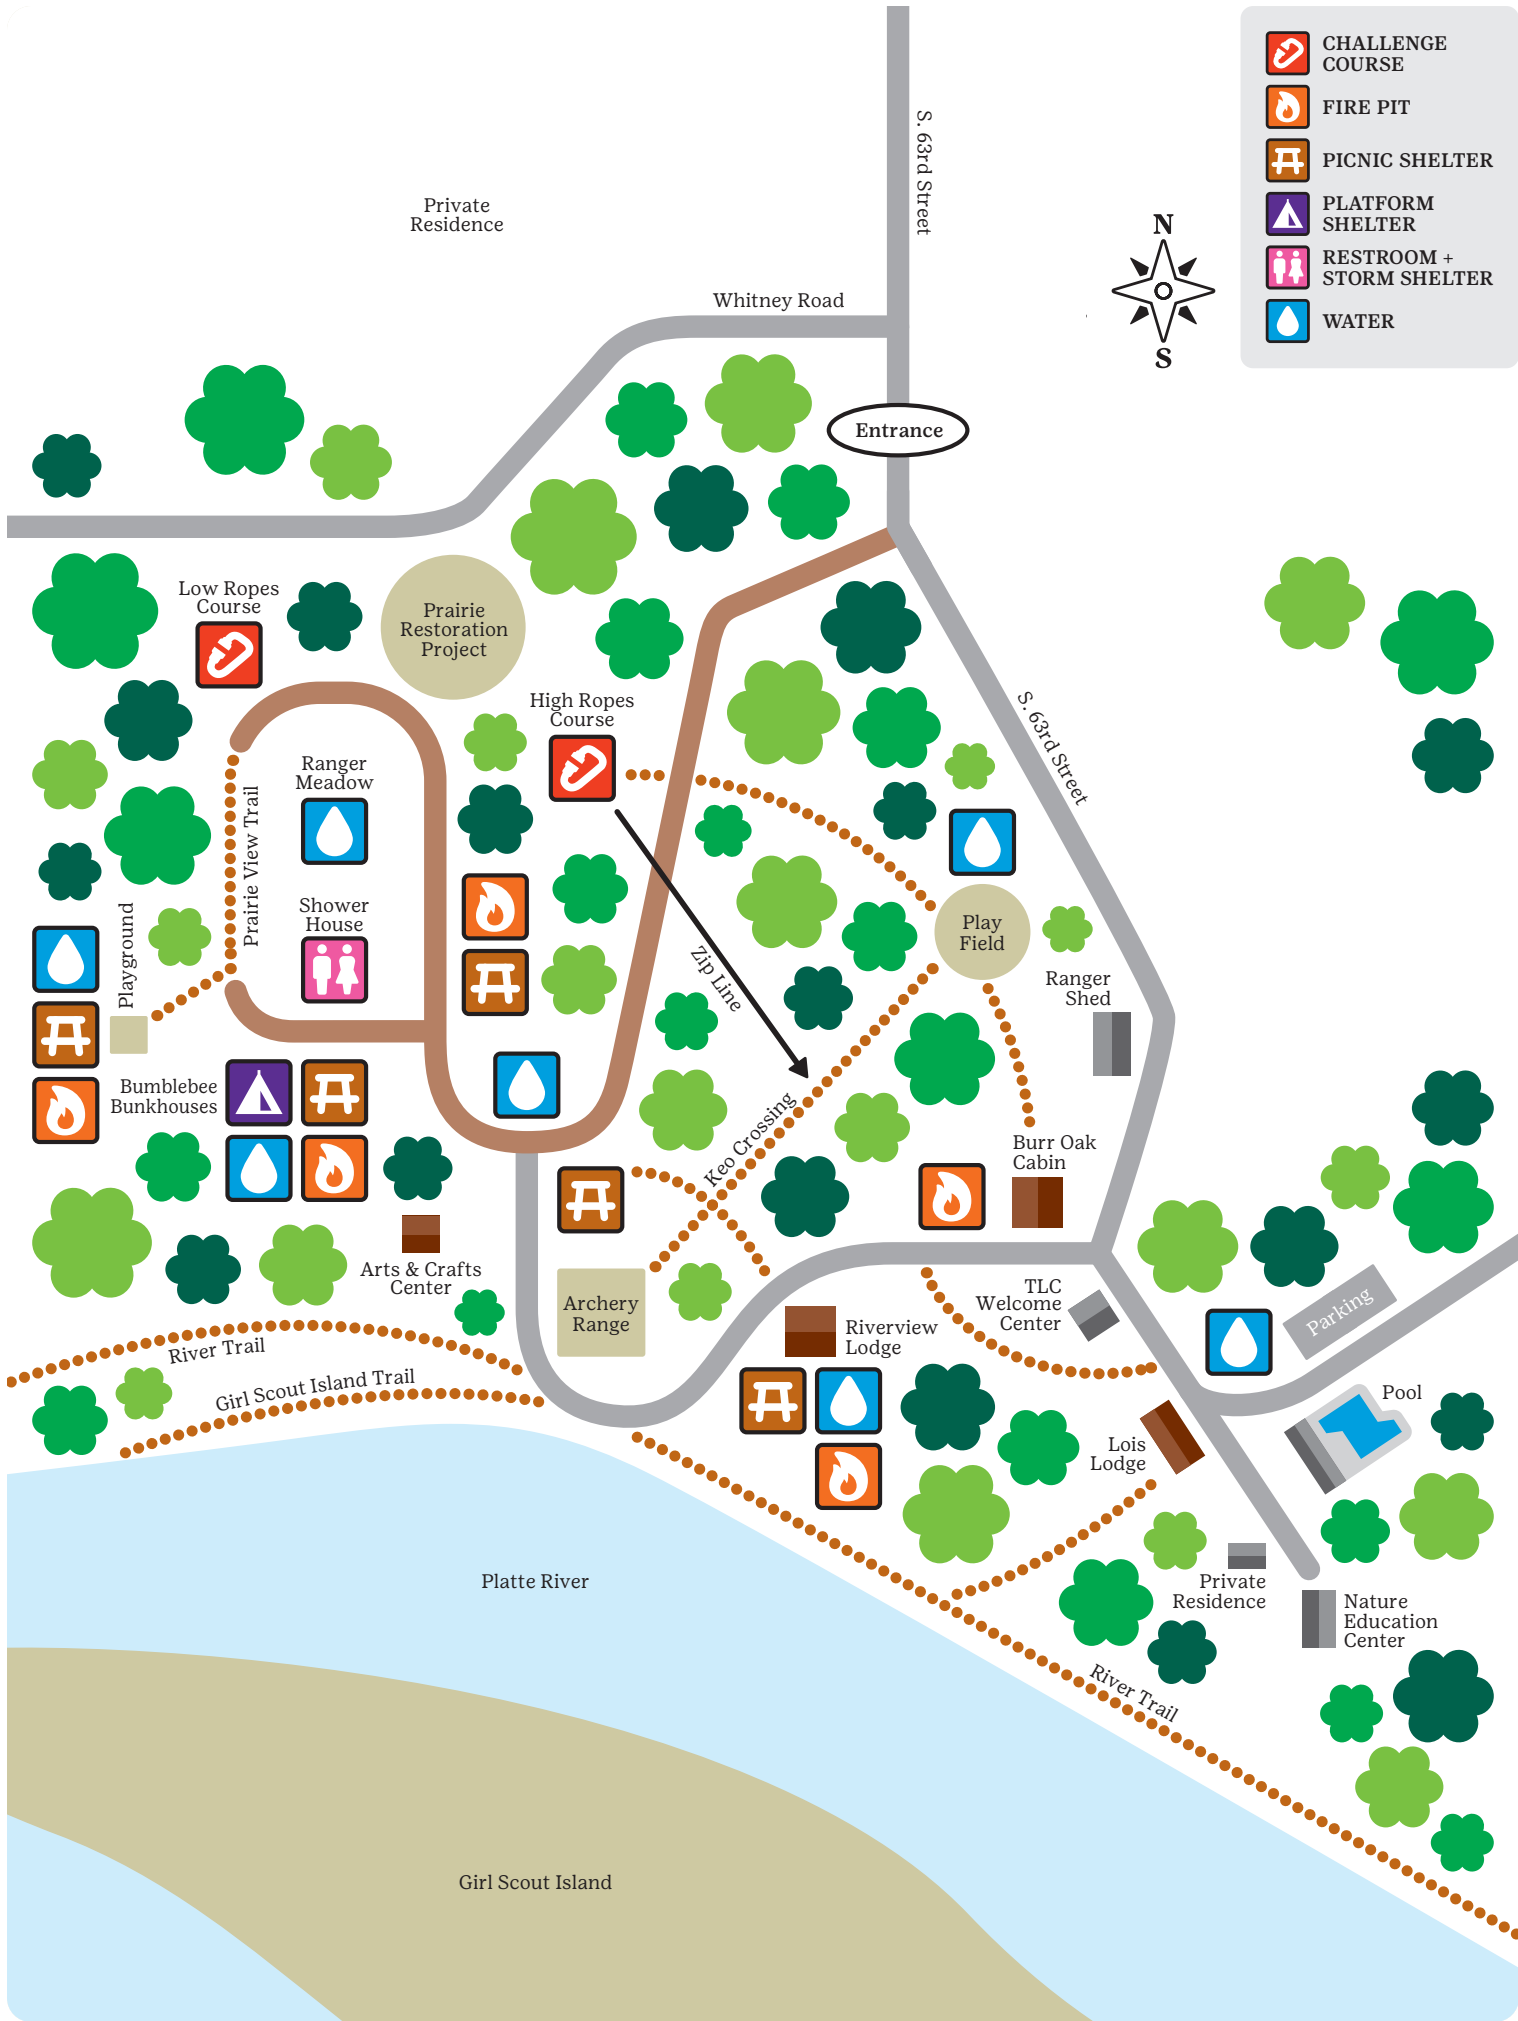 CHALLENGE
COURSE
FIRE PIT
PICNIC SHELTER
PLATFORM
SHELTER
RESTROOM +
STORM SHELTER
WATER
S. 63rd Street
Private
Residence
N
S
Whitney Road
Entrance
Low Ropes
Course
Prairie
Restoration
Project
High Ropes
Course
S. 63rd Street
Ranger
Meadow
Prairie View Trail
Shower
House
Playground
Zip Line
Play
Field
Ranger
Shed
Bumblebee
Bunkhouses
Keo Crossing
Burr Oak
Cabin
Arts & Crafts
Center
Archery
Range
TLC
Welcome
Center
Parking
Riverview
Lodge
River Trail
Girl Scout Island Trail
Pool
Lois
Lodge
Platte River
Private
Residence
Nature
Education
Center
River Trail
Girl Scout Island